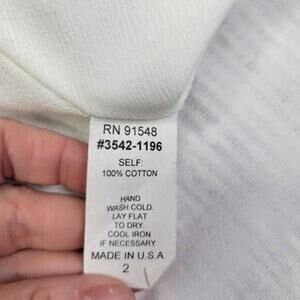 RN 91548
#3542-1196
SELF:
100% COTTON
HAND
WASH COLD.
LAY FLAT
TO DRY.
COOL IRON
IF NECESSARY.
MADE IN U.S.A.
2